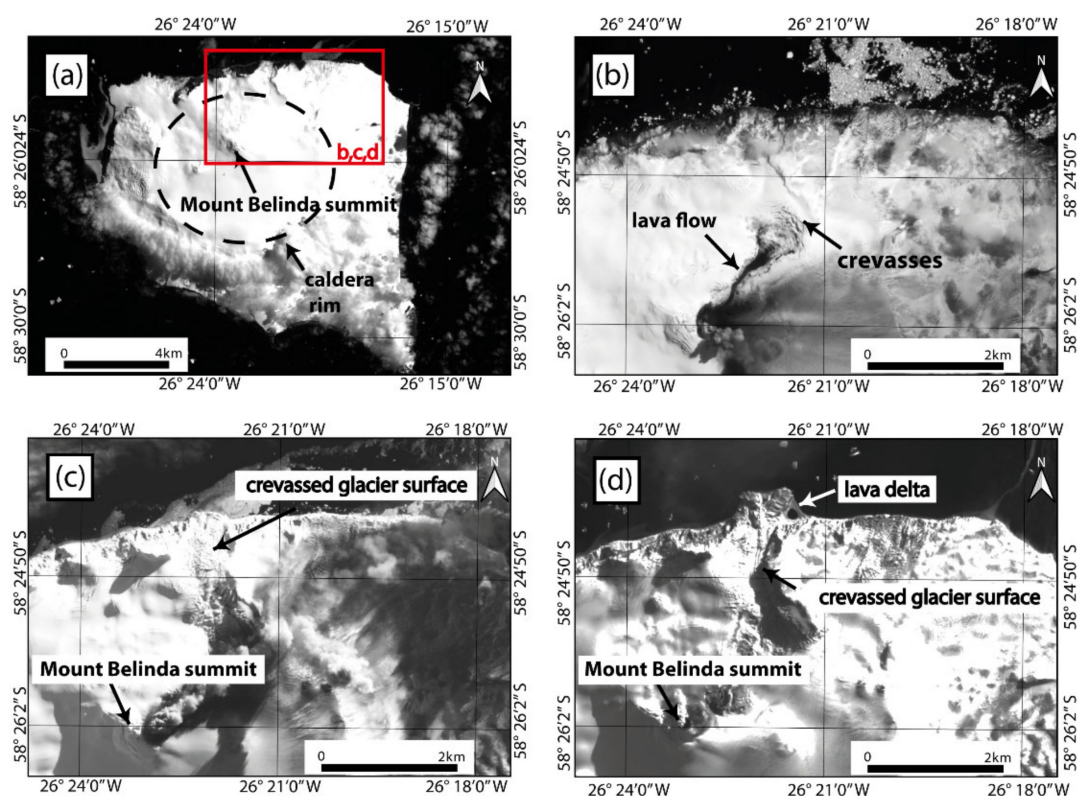 26° 24'0"W 26° 15'0"W
(a)
N
58° 26'024" S
58° 26'024" S
b,c,d
Mount Belinda summit
caldera
rim
58° 30'0" S
58° 30'0" S
0 4km
26° 24'0"W 26° 15'0"W
26° 24'0"W 26° 21'0"W 26° 18'0"W
(b)
N
58° 24'50" S
58° 24'50" S
lava flow
crevasses
58° 26'2" S
58° 26'2" S
0 2km
26° 24'0"W 26° 21'0"W 26° 18'0"W
26° 24'0"W 26° 21'0"W 26° 18'0"W
(c)
N
crevassed glacier surface
58° 24'50" S
58° 24'50" S
Mount Belinda summit
58° 26'2" S
58° 26'2" S
0 2km
26° 24'0"W 26° 21'0"W 26° 18'0"W
26° 24'0"W 26° 21'0"W 26° 18'0"W
(d)
N
lava delta
58° 24'50" S
58° 24'50" S
crevassed glacier surface
Mount Belinda summit
58° 26'2" S
58° 26'2" S
0 2km
26° 24'0"W 26° 21'0"W 26° 18'0"W